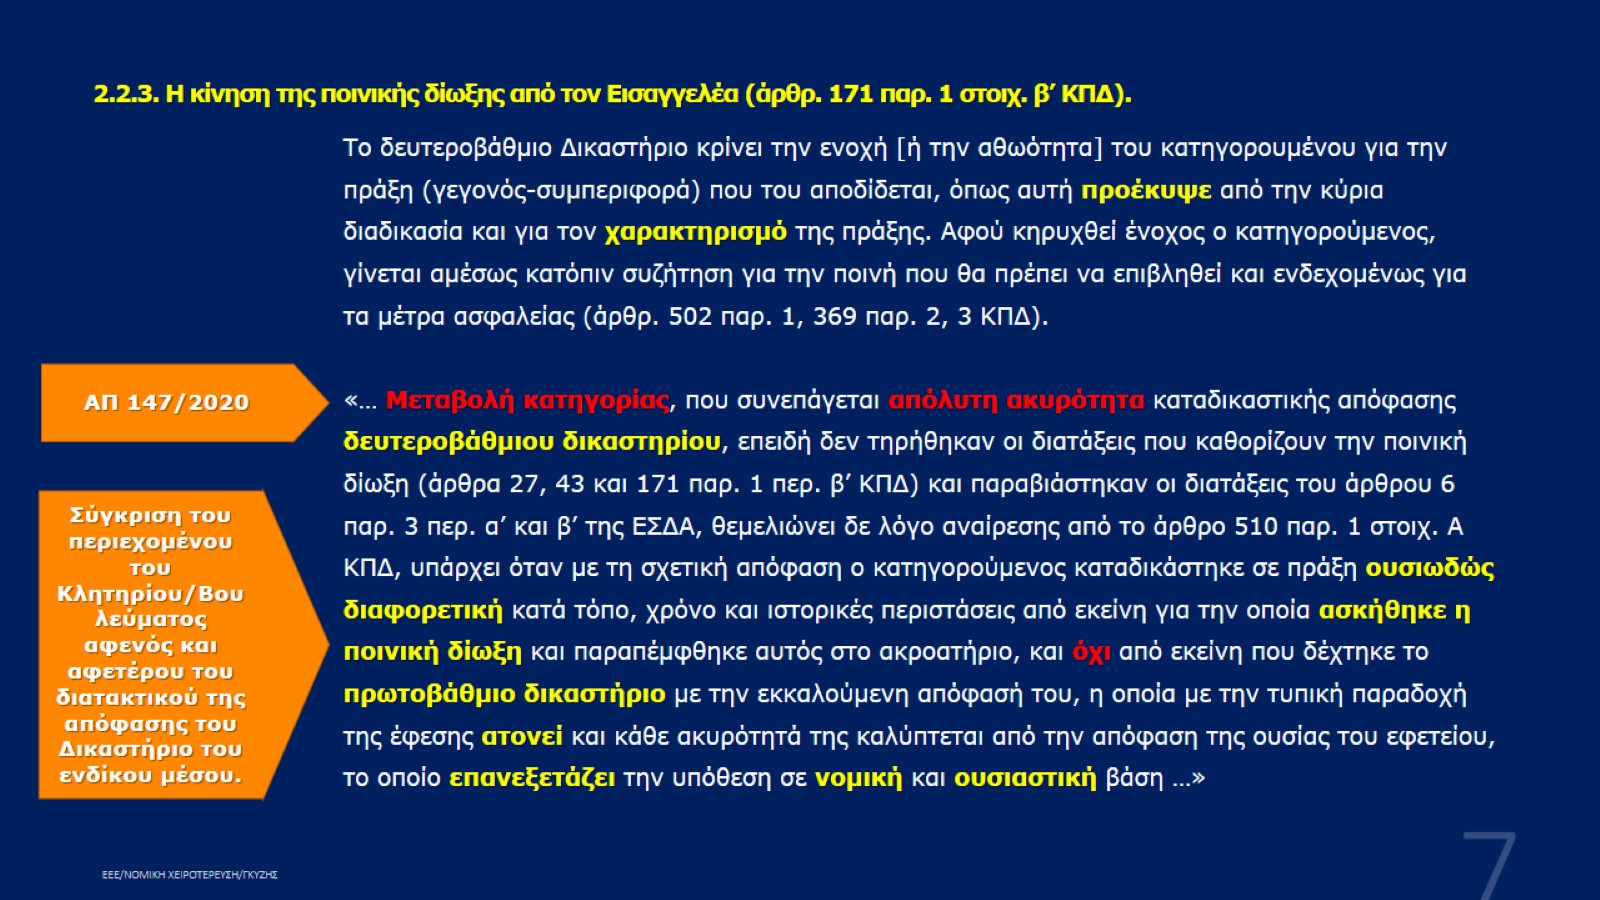 2.2.3. Η κίνηση της ποινικής δίωξης από τον Εισαγγελέα (άρθρ. 171 παρ. 1 στοιχ. β’ ΚΠΔ).
Το δευτεροβάθμιο Δικαστήριο κρίνει την ενοχή [ή την αθωότητα] του κατηγορουμένου για την
πράξη (γεγονός-συμπεριφορά) που του αποδίδεται, όπως αυτή προέκυψε από την κύρια
διαδικασία και για τον χαρακτηρισμό της πράξης. Αφού κηρυχθεί ένοχος ο κατηγορούμενος,
γίνεται αμέσως κατόπιν συζήτηση για την ποινή που θα πρέπει να επιβληθεί και ενδεχομένως για
τα μέτρα ασφαλείας (άρθρ. 502 παρ. 1, 369 παρ. 2, 3 ΚΠΔ).
ΑΠ 147/2020
«… Μεταβολή κατηγορίας, που συνεπάγεται απόλυτη ακυρότητα καταδικαστικής απόφασης
δευτεροβάθμιου δικαστηρίου, επειδή δεν τηρήθηκαν οι διατάξεις που καθορίζουν την ποινική
δίωξη (άρθρα 27, 43 και 171 παρ. 1 περ. β’ ΚΠΔ) και παραβιάστηκαν οι διατάξεις του άρθρου 6
παρ. 3 περ. α’ και β’ της ΕΣΔΑ, θεμελιώνει δε λόγο αναίρεσης από το άρθρο 510 παρ. 1 στοιχ. Α
ΚΠΔ, υπάρχει όταν με τη σχετική απόφαση ο κατηγορούμενος καταδικάστηκε σε πράξη ουσιωδώς
διαφορετική κατά τόπο, χρόνο και ιστορικές περιστάσεις από εκείνη για την οποία ασκήθηκε η
ποινική δίωξη και παραπέμφθηκε αυτός στο ακροατήριο, και όχι από εκείνη που δέχτηκε το
πρωτοβάθμιο δικαστήριο με την εκκαλούμενη απόφασή του, η οποία με την τυπική παραδοχή
της έφεσης ατονεί και κάθε ακυρότητά της καλύπτεται από την απόφαση της ουσίας του εφετείου,
το οποίο επανεξετάζει την υπόθεση σε νομική και ουσιαστική βάση …»
Σύγκριση του
περιεχομένου
του
Κλητηρίου/Βου
λεύματος
αφενός και
αφετέρου του
διατακτικού της
απόφασης του
Δικαστήριο του
ενδίκου μέσου.
ΕΕΕ/ΝΟΜΙΚΗ ΧΕΙΡΟΤΕΡΕΥΣΗ/ΓΚΥΖΗΣ
7